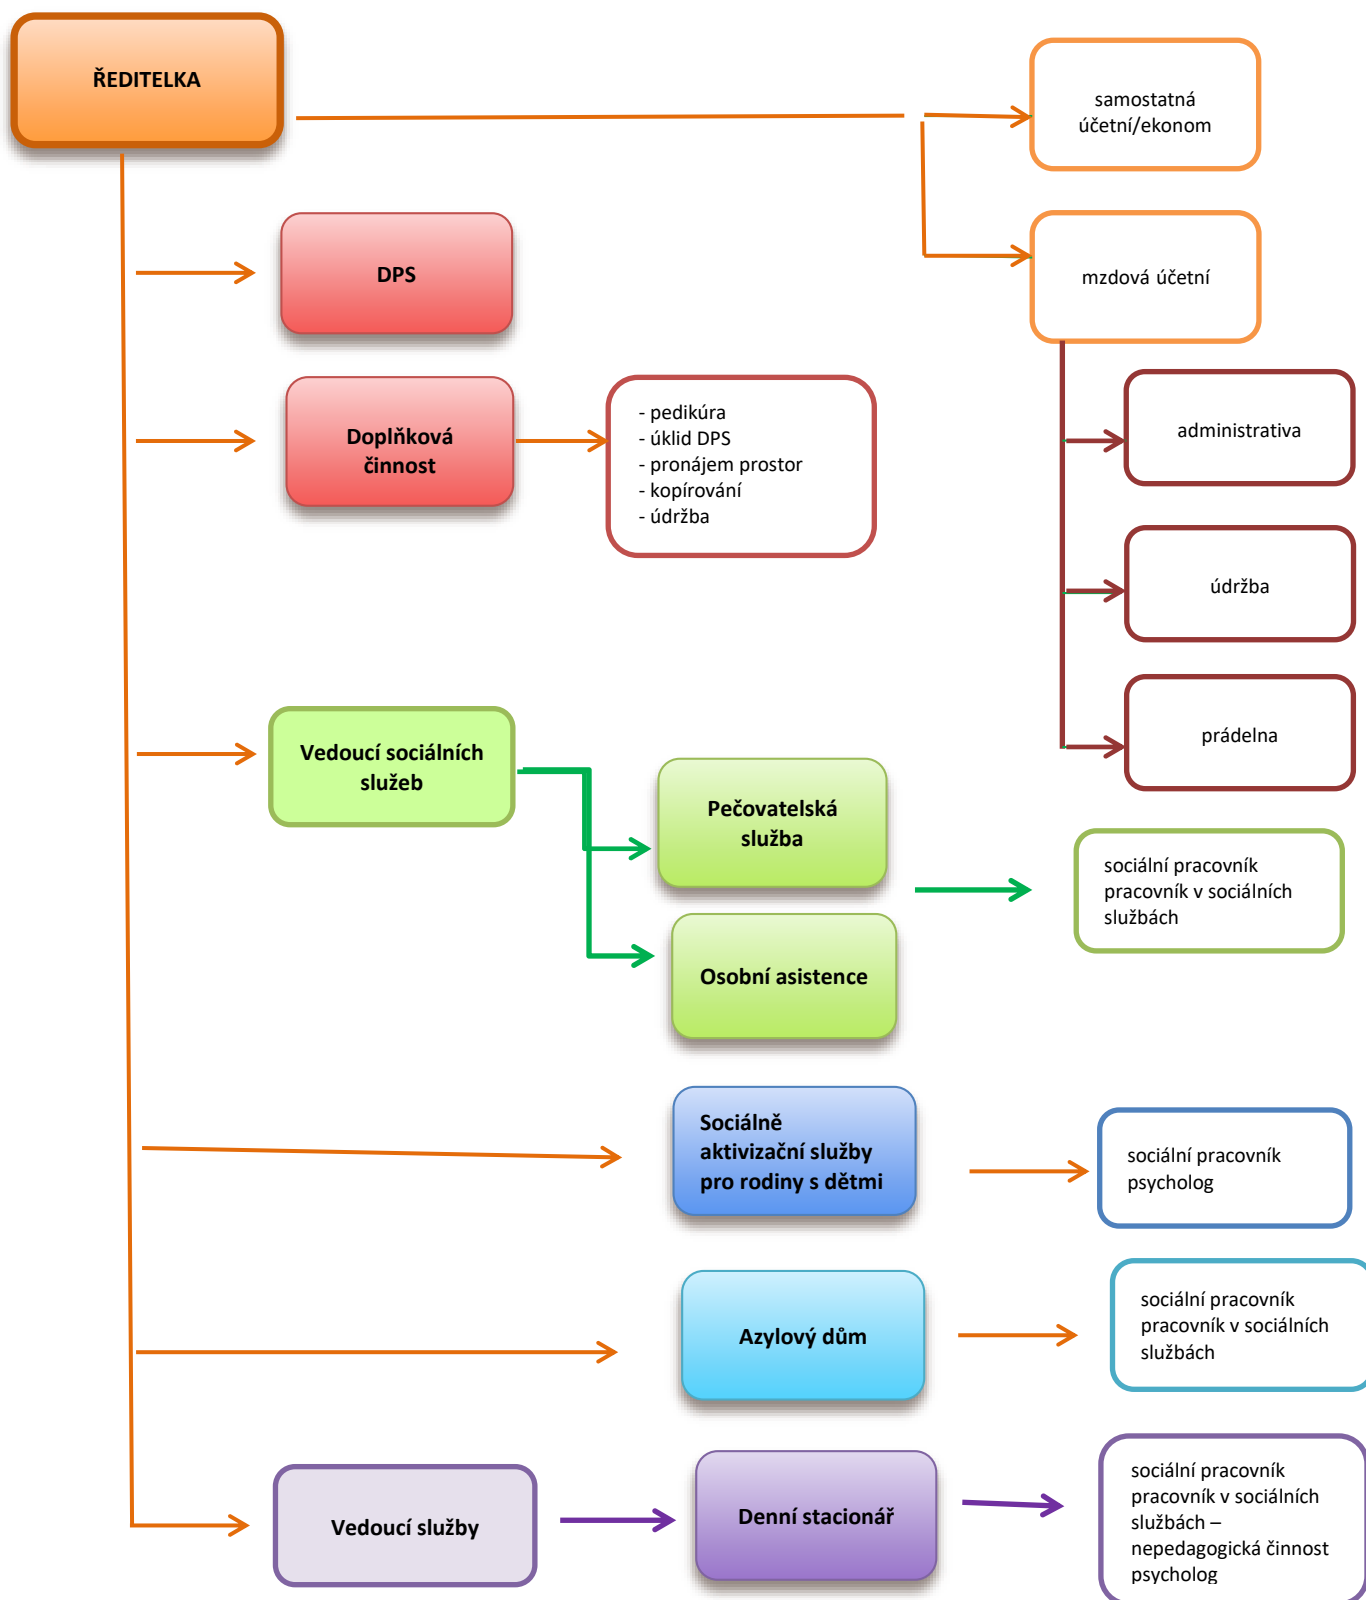 ŘEDITELKA
samostatná
účetní/ekonom
DPS
mzdová účetní
Doplňková
činnost
- pedikúra
- úklid DPS
- pronájem prostor
- kopírování
- údržba
administrativa
údržba
prádelna
Vedoucí sociálních
služeb
Pečovatelská
služba
sociální pracovník
pracovník v sociálních
službách
Osobní asistence
Sociálně
aktivizační služby
pro rodiny s dětmi
sociální pracovník
psycholog
Azylový dům
sociální pracovník
pracovník v sociálních
službách
Vedoucí služby
Denní stacionář
sociální pracovník
pracovník v sociálních
službách –
nepedagogická činnost
psycholog